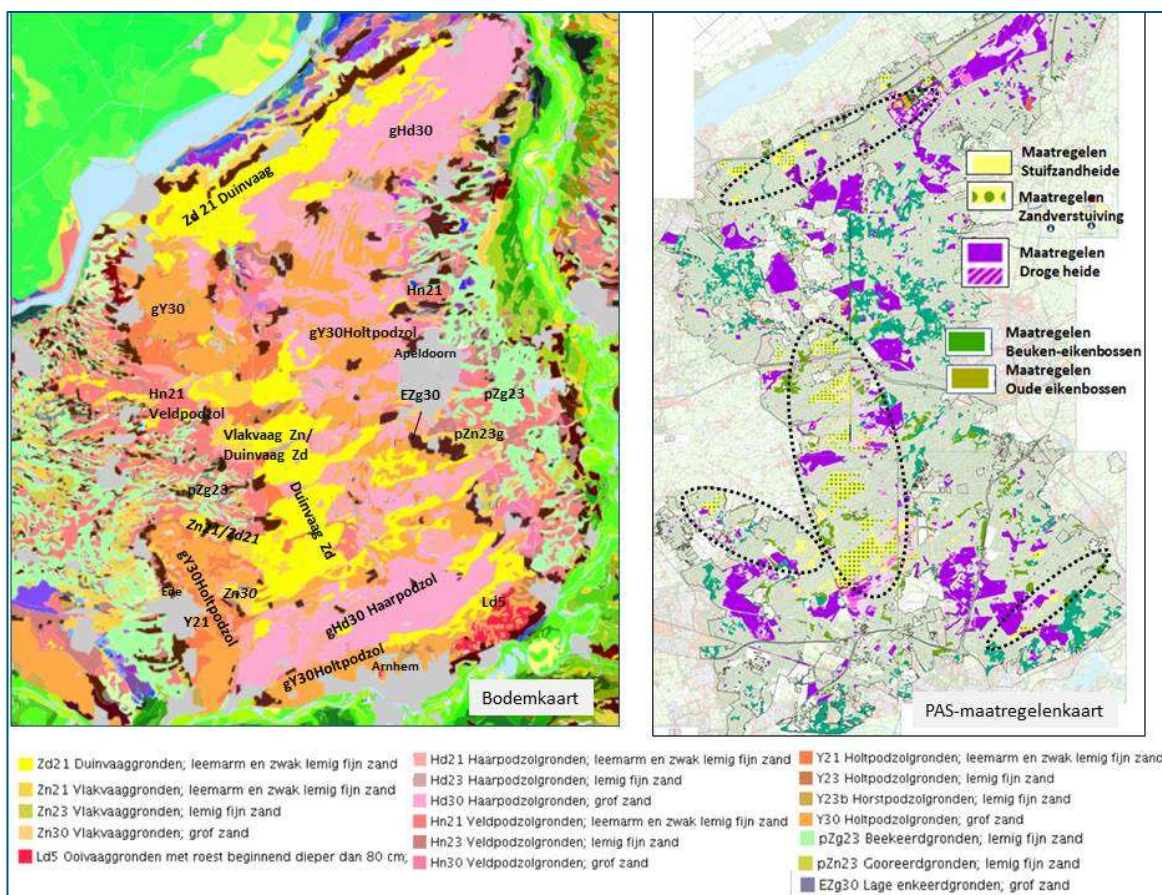 gHd30
Zd 21 Duinvaag
Hn21
gY30
gY30Holtpodzol
Apeldoorn
Hn21
Veldpodzol
EZg30
pZg23
Vlakvaag Zn/
Duinvaag Zd
pZn23g
pZg23
Duinvaag Zd
Zn21/Zd21
gY30Holtpodzol
Zn30
Ede
Y21
gHd30 Haarpodzol
Ld5
gY30Holtpodzol
Arnhem
Bodemkaart
Maatregelen
Stuifzandheide
Maatregelen
Zandverstuiving
Maatregelen
Droge heide
Maatregelen
Beuken-eikenbossen
Maatregelen
Oude eikenbossen
PAS-maatregelenkaart
Zd21 Duinvaaggronden; leemarm en zwak lemig fijn zand
Zn21 Vlakvaaggronden; leemarm en zwak lemig fijn zand
Zn23 Vlakvaaggronden; lemig fijn zand
Zn30 Vlakvaaggronden; grof zand
Ld5 Ooivaaggronden met roest beginnend dieper dan 80 cm;
Hd21 Haarpodzolgronden; leemarm en zwak lemig fijn zand
Hd23 Haarpodzolgronden; lemig fijn zand
Hd30 Haarpodzolgronden; grof zand
Hn21 Veldpodzolgronden; leemarm en zwak lemig fijn zand
Hn23 Veldpodzolgronden; lemig fijn zand
Hn30 Veldpodzolgronden; grof zand
Y21 Holtpodzolgronden; leemarm en zwak lemig fijn zand
Y23 Holtpodzolgronden; lemig fijn zand
Y23b Horstpodzolgronden; lemig fijn zand
Y30 Holtpodzolgronden; grof zand
pZg23 Beekeerdgronden; lemig fijn zand
pZn23 Gooreerdgronden; lemig fijn zand
EZg30 Lage enkeerdgronden; grof zand